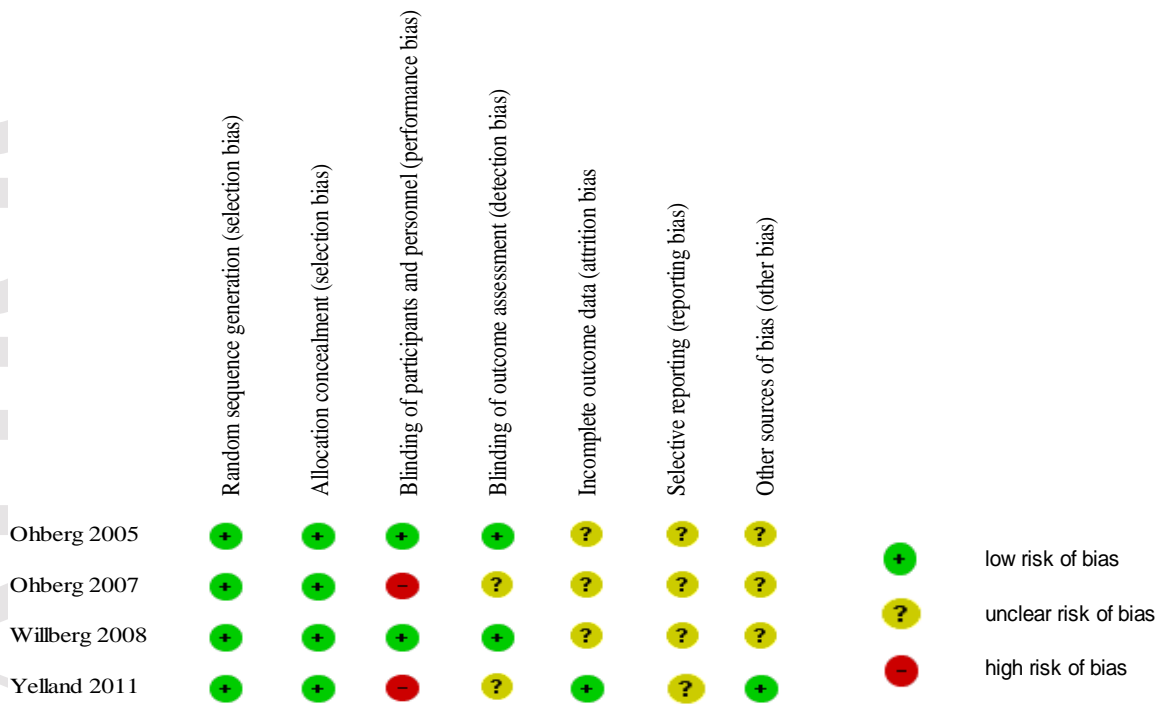 Random sequence generation (selection bias)
Allocation concealment (selection bias)
Blinding of participants and personnel (performance bias)
Blinding of outcome assessment (detection bias)
Incomplete outcome data (attrition bias
Selective reporting (reporting bias)
Other sources of bias (other bias)
Ohberg 2005 + + + + ? ? ?
Ohberg 2007 + + - ? ? ? ?
Willberg 2008 + + + + ? ? ?
Yelland 2011 + + - ? + ? +
+ low risk of bias
? unclear risk of bias
- high risk of bias